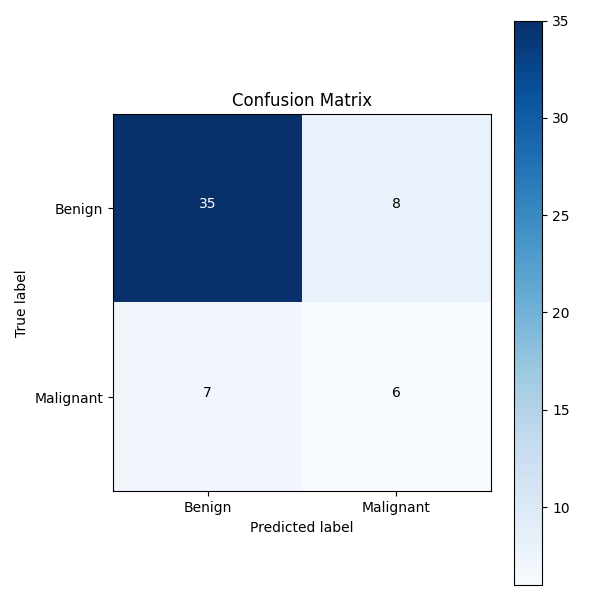 Confusion Matrix
35
30
25
20
15
10
True label
Benign
Malignant
35
8
7
6
Benign
Malignant
Predicted label